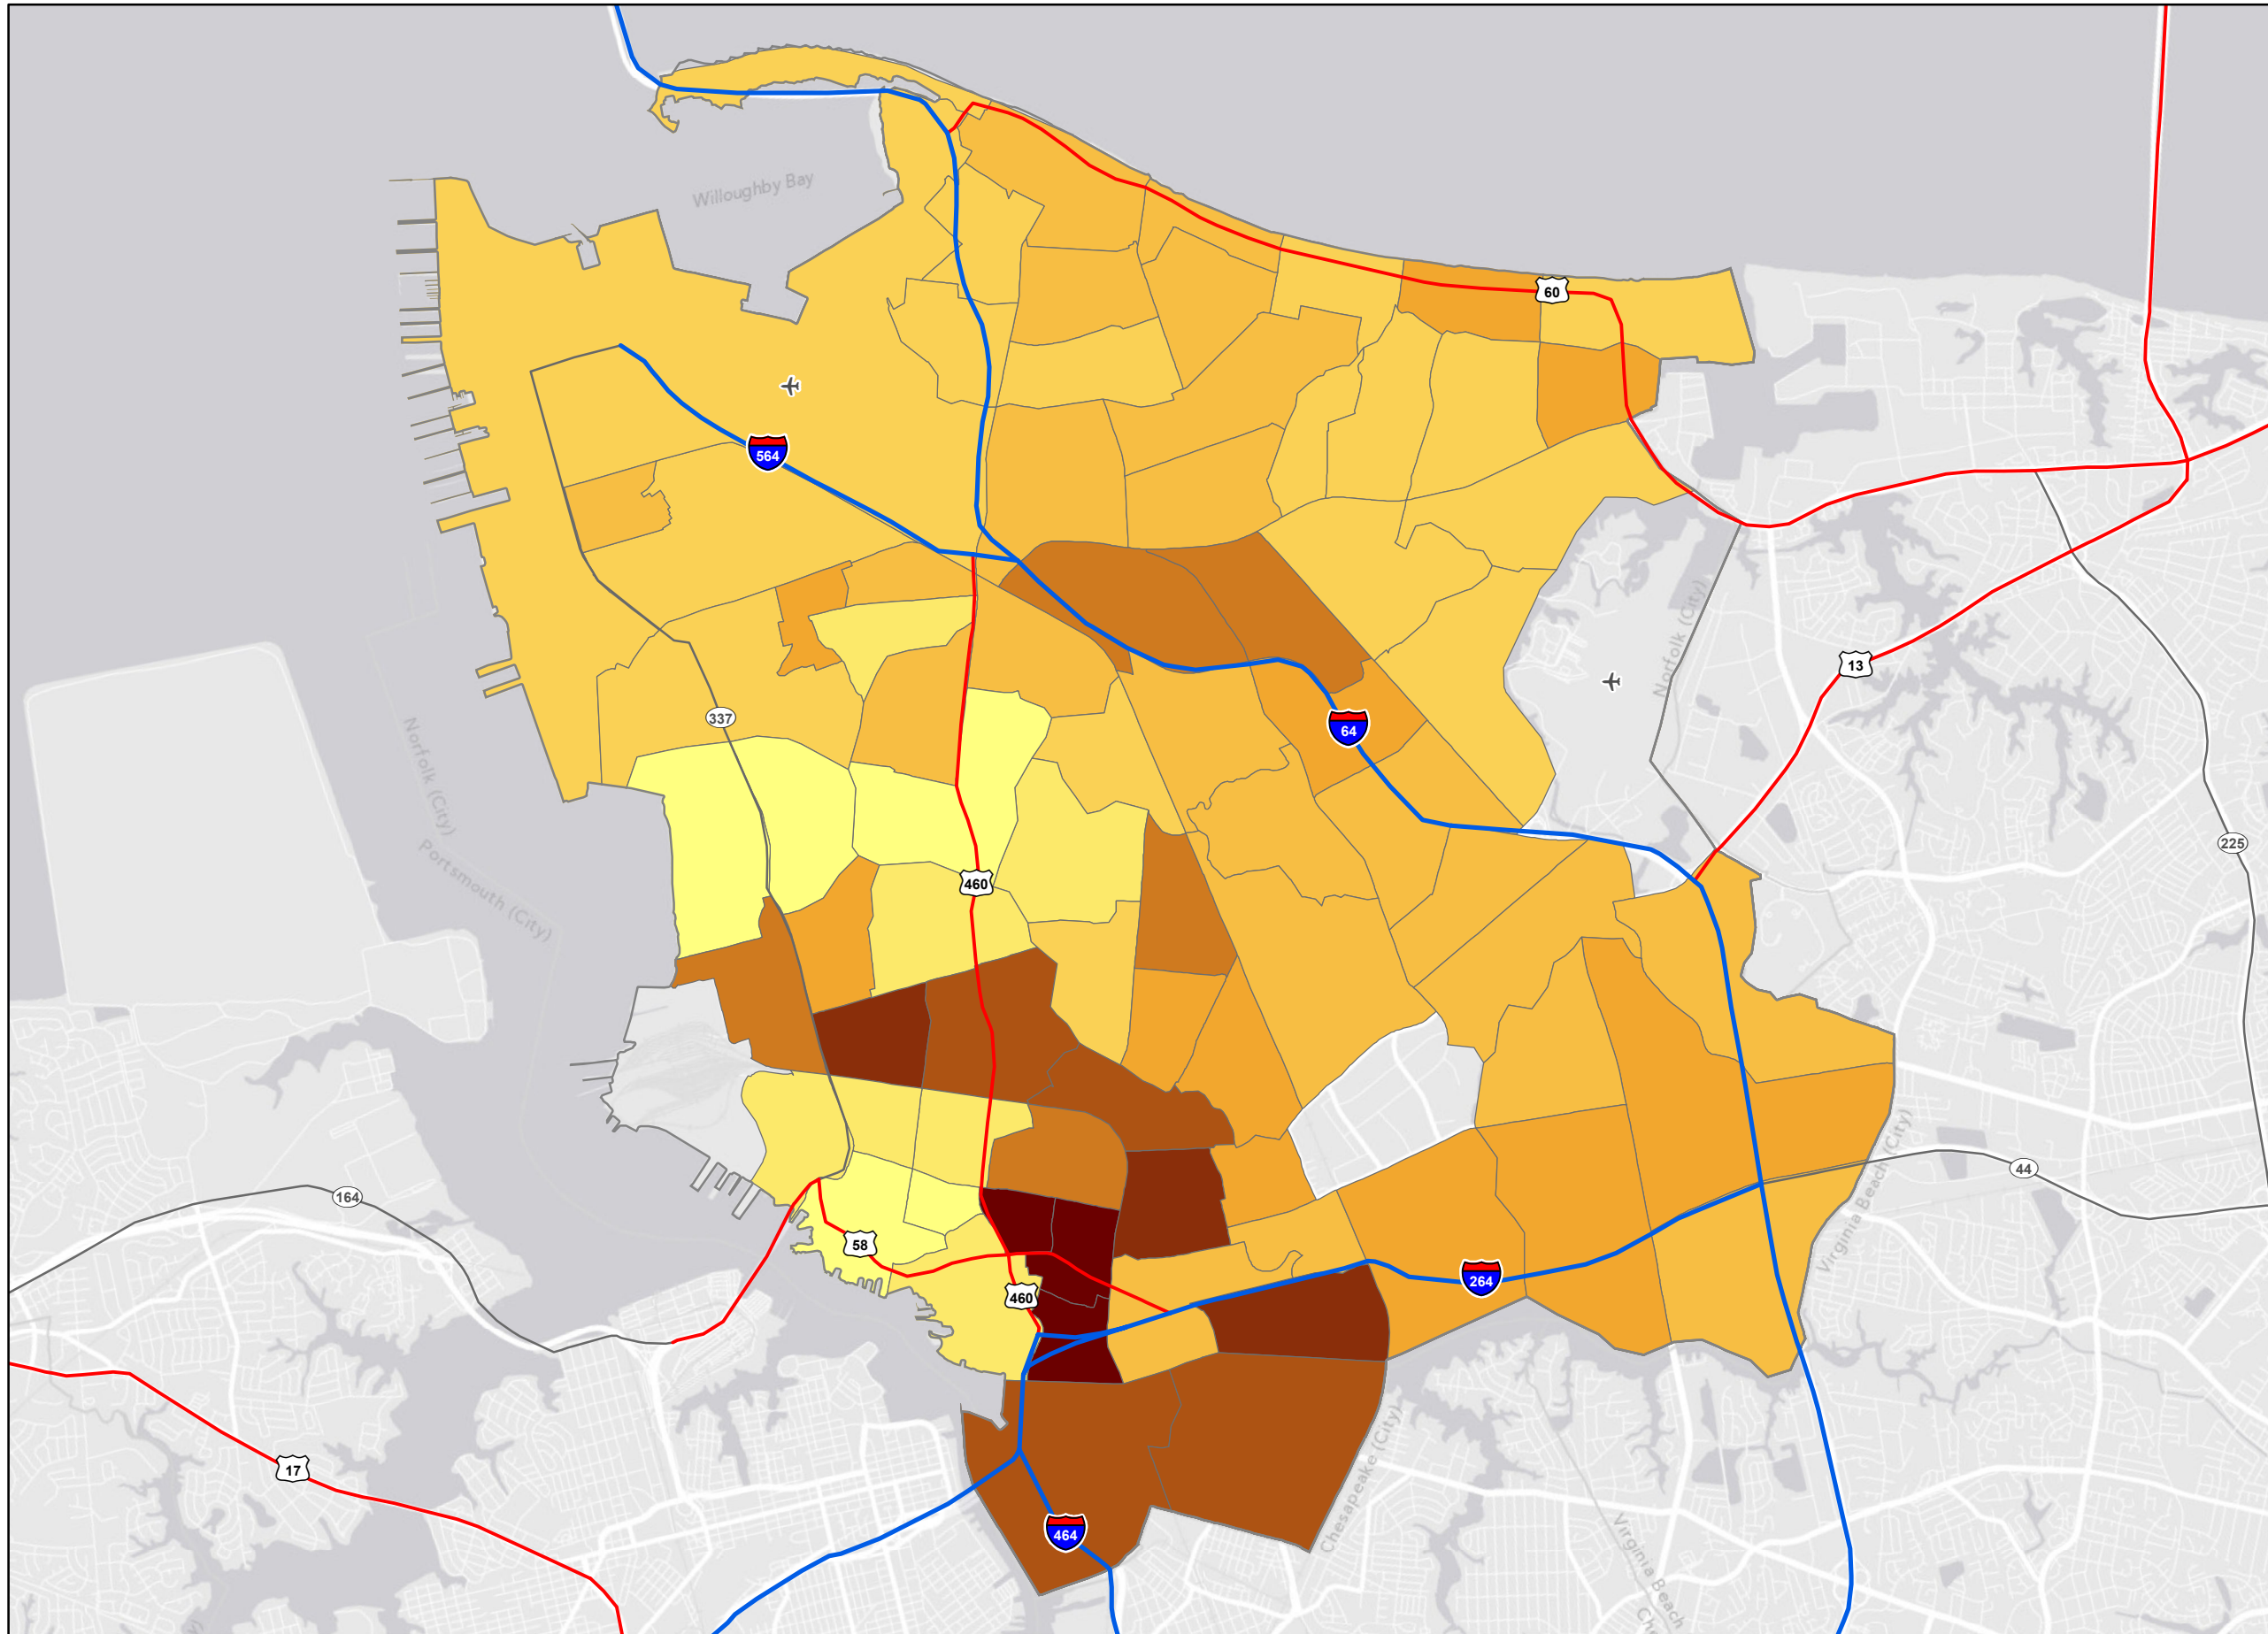 Willoughby Bay
60
564
Norfolk (City)
13
337
64
Norfolk (City)
Portsmouth (City)
225
460
44
164
Virginia Beach (City)
58
264
460
Chesapeake (City)
17
464
Virginia Beach